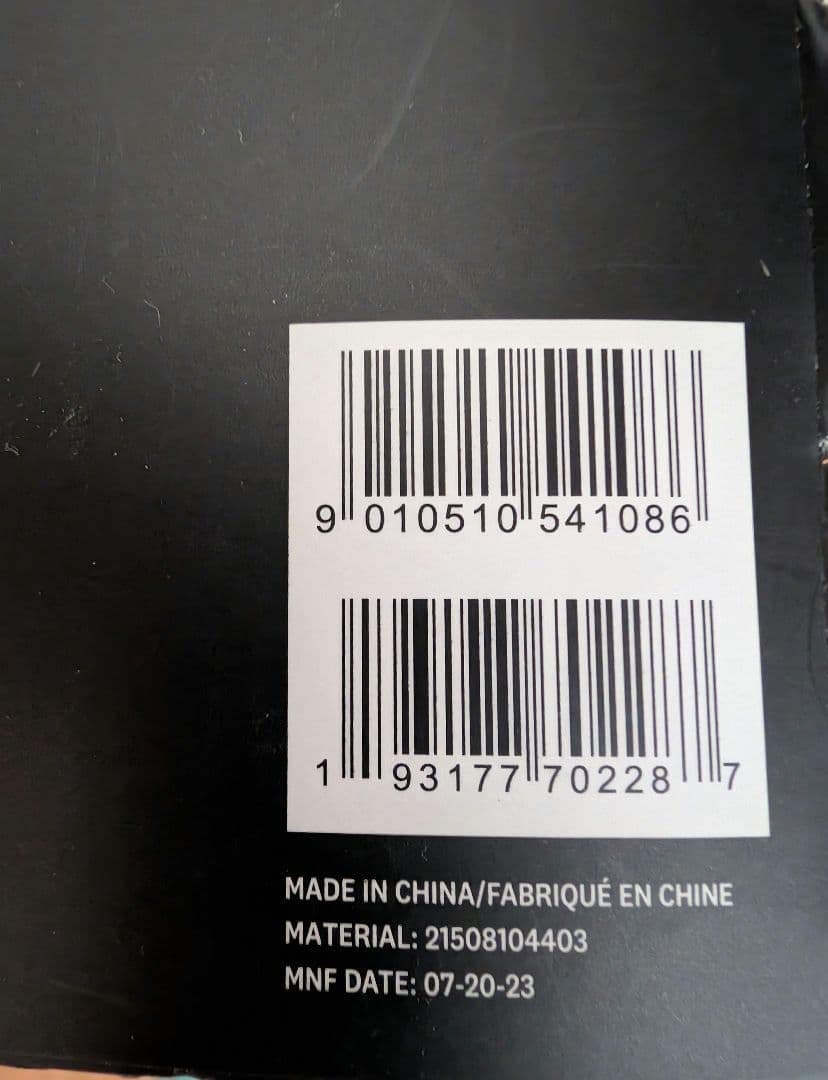 9 010510 541086
1 93177 70228 7
MADE IN CHINA/FABRIQUÉ EN CHINE
MATERIAL: 21508104403
MNF DATE: 07-20-23